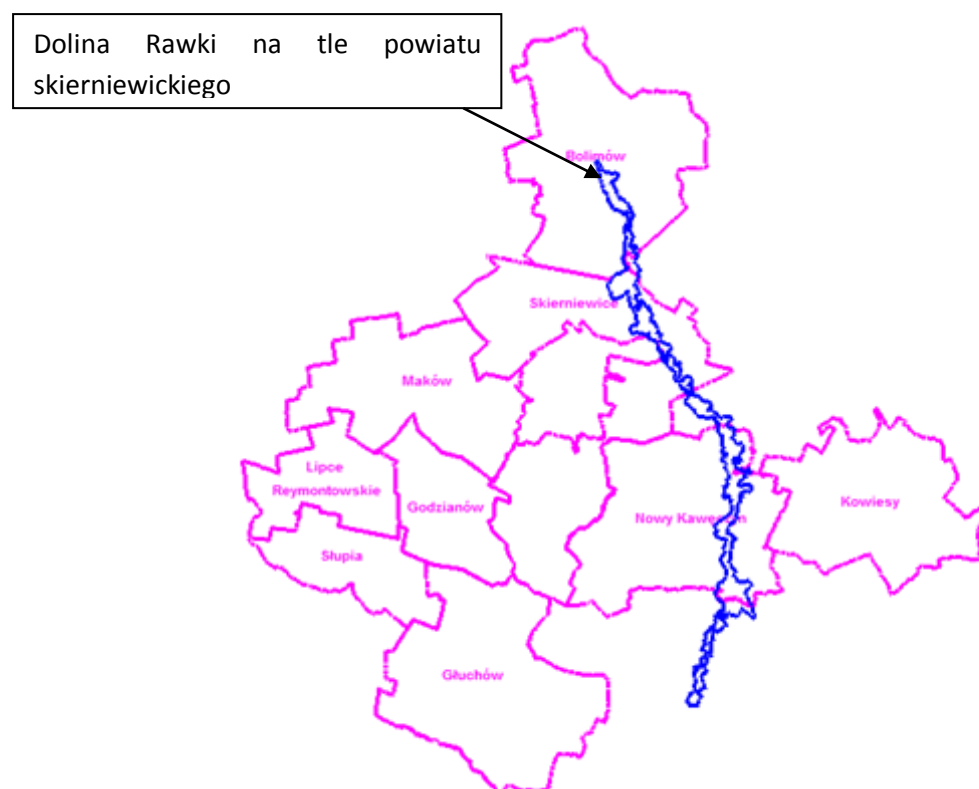 Dolina Rawki na tle powiatu
skierniewickiego
Bolimów
Skierniewice
Maków
Lipce
Reymontowskie
Godzianów
Nowy Kawęczyn
Kowiesy
Słupia
Głuchów